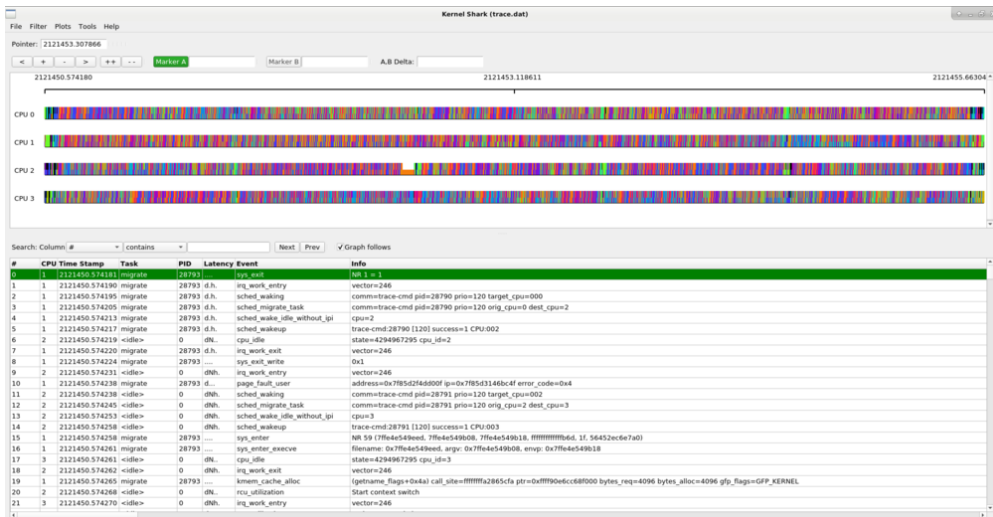 Kernel Shark (trace.dat)
File Filter Plots Tools Help
Pointer: 2121453.307866
< + - > ++ -- Marker A Marker B A,B Delta:
2121450.574180 2121453.118611 2121455.66304
CPU 0
CPU 1
CPU 2
CPU 3
Search: Column # contains Next Prev Graph follows
# CPU Time Stamp Task PID Latency Event Info
0 1 2121450.574181 migrate 28793 .... sys_exit NR 1 = 1
1 1 2121450.574190 migrate 28793 d.h. irq_work_entry vector=246
2 1 2121450.574195 migrate 28793 d.h. sched_waking comm=trace-cmd pid=28790 prio=120 target_cpu=000
3 1 2121450.574205 migrate 28793 d.h. sched_migrate_task comm=trace-cmd pid=28790 prio=120 orig_cpu=0 dest_cpu=2
4 1 2121450.574213 migrate 28793 d.h. sched_wake_idle_without_ipi cpu=2
5 1 2121450.574217 migrate 28793 d.h. sched_wakeup trace-cmd:28790 [120] success=1 CPU:002
6 2 2121450.574219 <idle> 0 dN.. cpu_idle state=4294967295 cpu_id=2
7 1 2121450.574220 migrate 28793 d.h. irq_work_exit vector=246
8 1 2121450.574224 migrate 28793 .... sys_exit_write 0x1
9 2 2121450.574231 <idle> 0 dNh. irq_work_entry vector=246
10 1 2121450.574238 migrate 28793 d... page_fault_user address=0x7f85d2f4dd00f ip=0x7f85d3146bc4f error_code=0x4
11 2 2121450.574238 <idle> 0 dNh. sched_waking comm=trace-cmd pid=28791 prio=120 target_cpu=002
12 2 2121450.574245 <idle> 0 dNh. sched_migrate_task comm=trace-cmd pid=28791 prio=120 orig_cpu=2 dest_cpu=3
13 2 2121450.574253 <idle> 0 dNh. sched_wake_idle_without_ipi cpu=3
14 2 2121450.574258 <idle> 0 dNh. sched_wakeup trace-cmd:28791 [120] success=1 CPU:003
15 1 2121450.574258 migrate 28793 .... sys_enter NR 59 (7ffe4e549eed, 7ffe4e549b08, 7ffe4e549b18, fffffffffffffb6d, 1f, 56452ec6e7a0)
16 1 2121450.574261 migrate 28793 .... sys_enter_execve filename: 0x7ffe4e549eed, argv: 0x7ffe4e549b08, envp: 0x7ffe4e549b18
17 3 2121450.574261 <idle> 0 dN.. cpu_idle state=4294967295 cpu_id=3
18 2 2121450.574262 <idle> 0 dNh. irq_work_exit vector=246
19 1 2121450.574265 migrate 28793 .... kmem_cache_alloc (getname_flags+0x4a) call_site=ffffffffa2865cfa ptr=0xffff90e6cc68f000 bytes_req=4096 bytes_alloc=4096 gfp_flags=GFP_KERNEL
20 2 2121450.574268 <idle> 0 dN.. rcu_utilization Start context switch
21 3 2121450.574270 <idle> 0 dNh. irq_work_entry vector=246